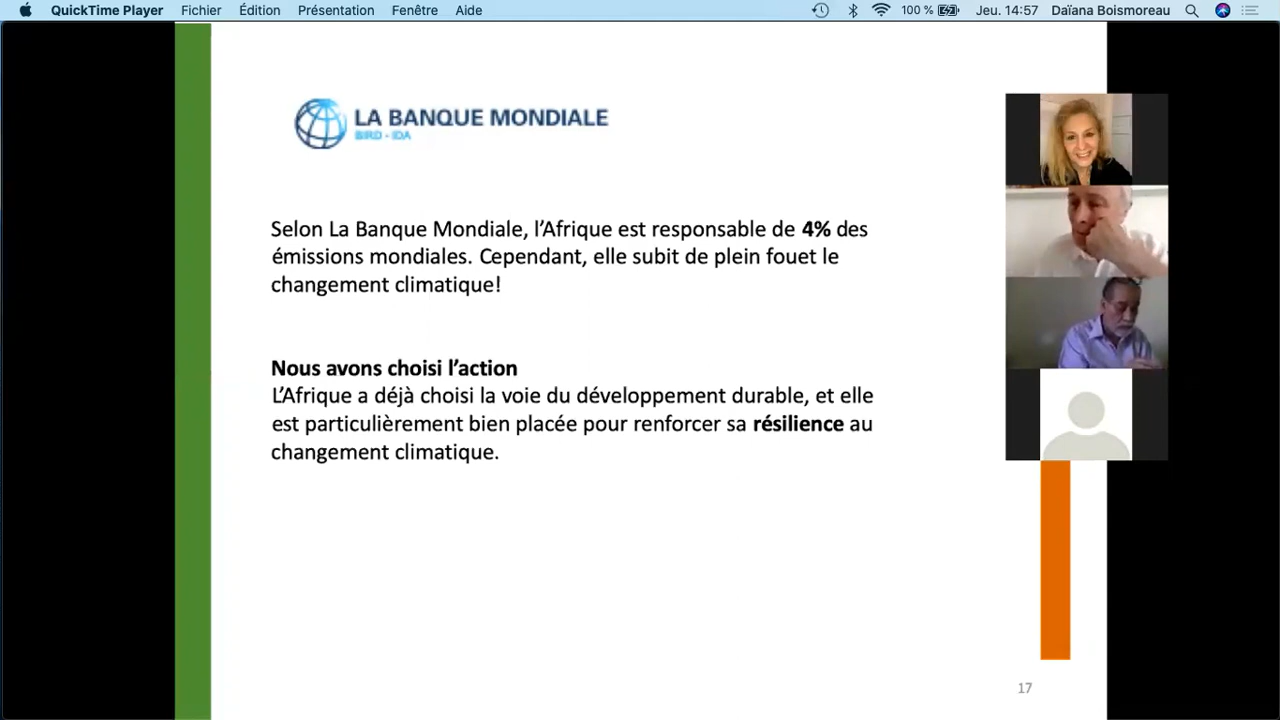 QuickTime Player Fichier Édition Présentation Fenêtre Aide 100 % Jeu. 14:57 Daïana Boismoreau
LA BANQUE MONDIALE
BIRD - IDA
Selon La Banque Mondiale, l’Afrique est responsable de 4% des
émissions mondiales. Cependant, elle subit de plein fouet le
changement climatique!
Nous avons choisi l’action
L’Afrique a déjà choisi la voie du développement durable, et elle
est particulièrement bien placée pour renforcer sa résilience au
changement climatique.
17